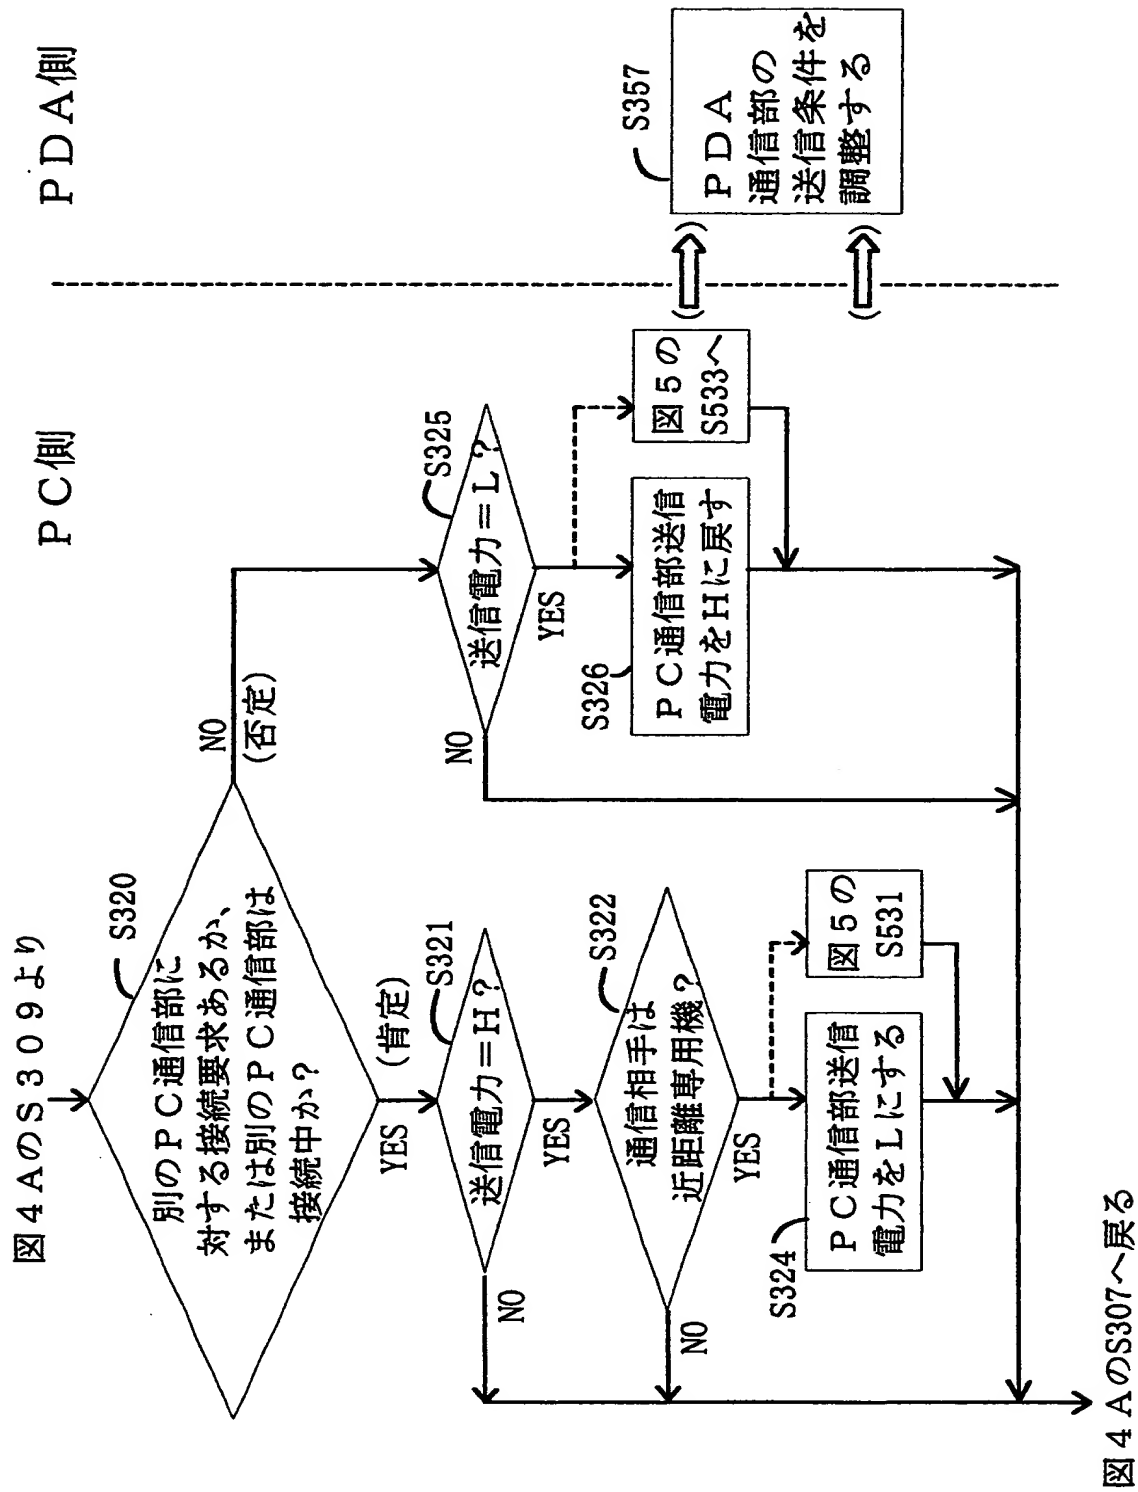 PC側
PDA側
図4AのS309より
S320
別のPC通信部に
対する接続要求あるか、
または別のPC通信部は
接続中か?
NO
(否定)
YES
(肯定)
S321
送信電力=H?
NO
YES
S322
通信相手は
近距離専用機?
NO
YES
S324
PC通信部送信
電力をLにする
図5の
S531
S325
送信電力=L?
NO
YES
S326
PC通信部送信
電力をHに戻す
図5の
S533へ
S357
PDA
通信部の
送信条件を
調整する
図4AのS307へ戻る